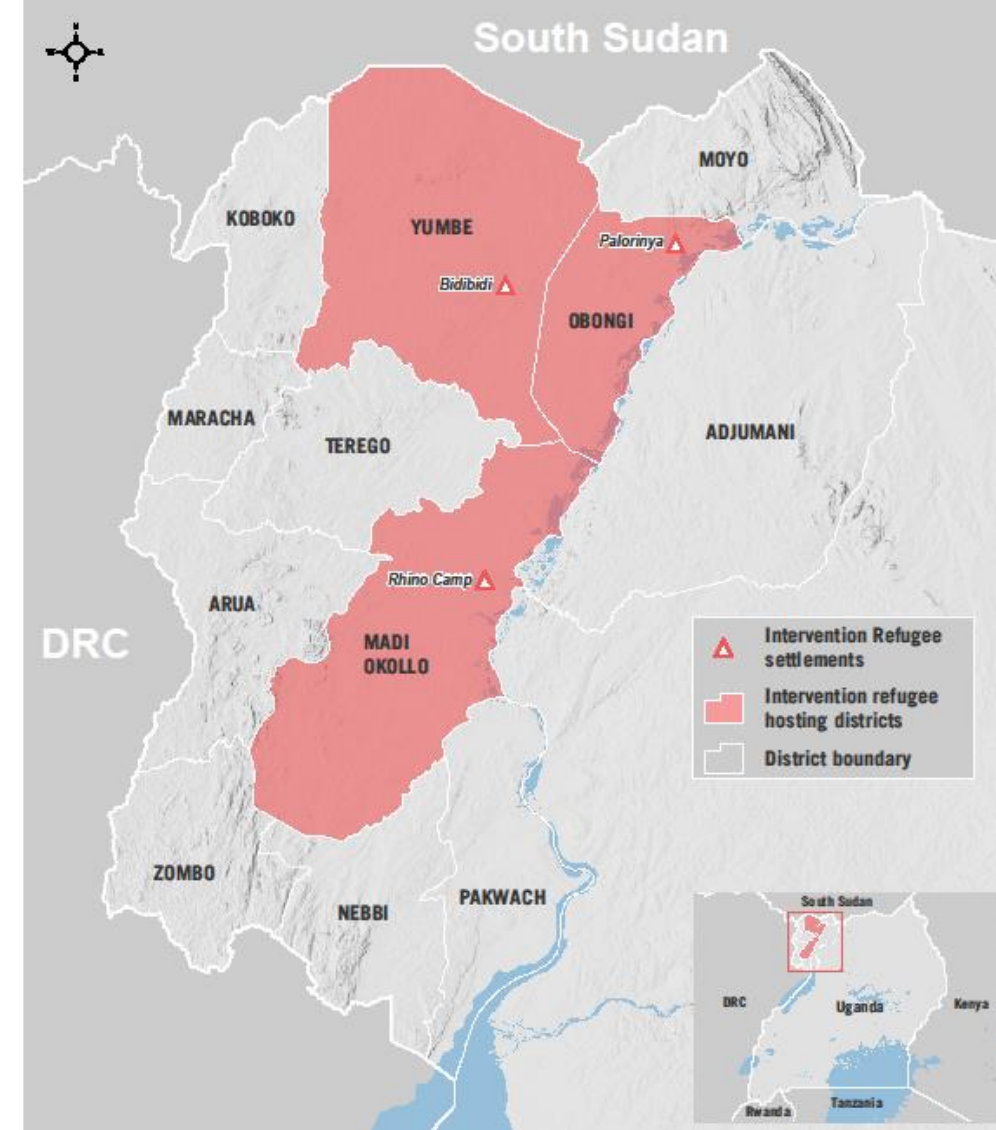 South Sudan
MOYO
KOBOKO
YUMBE
Palorinya
Bidibidi
OBONGI
MARACHA
TEREGO
ADJUMANI
Rhino Camp
ARUA
DRC
MADI
OKOLLO
Intervention Refugee
settlements
Intervention refugee
hosting districts
District boundary
ZOMBO
NEBBI
PAKWACH
South Sudan
DRC
Uganda
Kenya
Rwanda
Tanzania